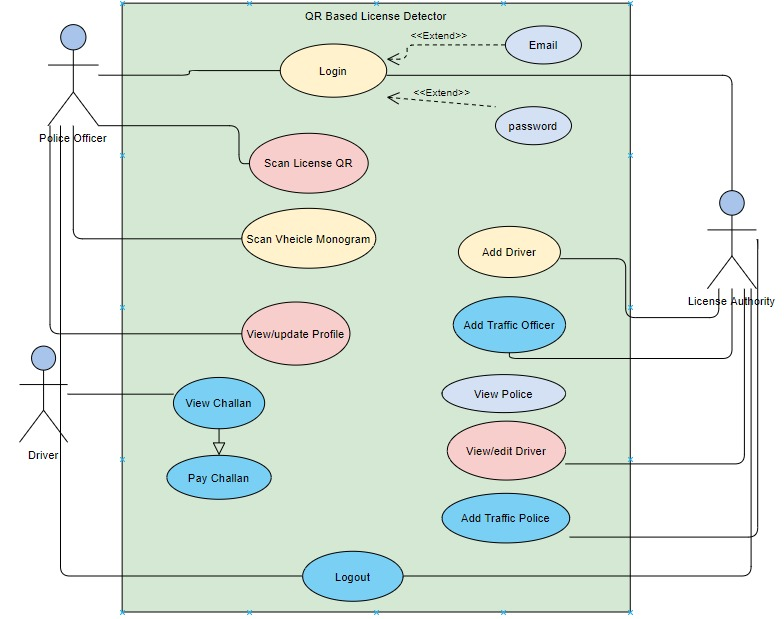 QR Based License Detector
<<Extend>>
Email
Login
<<Extend>>
password
Police Officer
Scan License QR
Scan Vheicle Monogram
Add Driver
License Authority
Add Traffic Officer
View/update Profile
View Challan
View Police
Driver
View/edit Driver
Pay Challan
Add Traffic Police
Logout